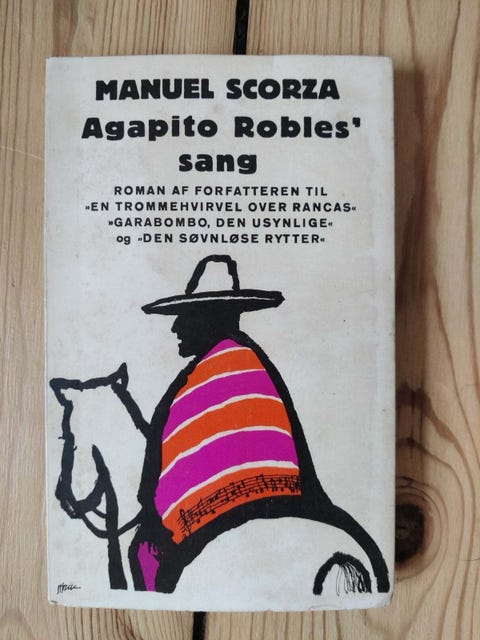 MANUEL SCORZA
Agapito Robles'
sang
ROMAN AF FORFATTEREN TIL
»EN TROMMEHVIRVEL OVER RANCAS«
»GARABOMBO, DEN USYNLIGE«
og »DEN SØVNLØSE RYTTER«